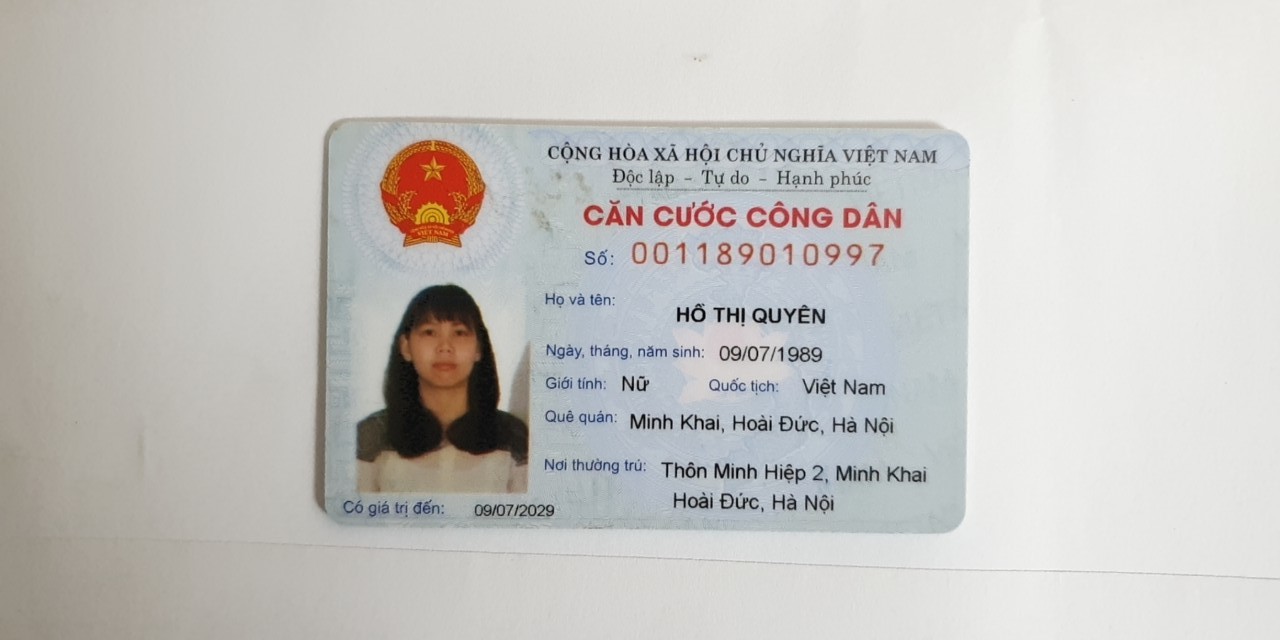 CỘNG HÒA XÃ HỘI CHỦ NGHĨA VIỆT NAM
Độc lập - Tự do - Hạnh phúc
CĂN CƯỚC CÔNG DÂN
Số: 001189010997
Họ và tên:
HỒ THỊ QUYÊN
Ngày, tháng, năm sinh: 09/07/1989
Giới tính: Nữ Quốc tịch: Việt Nam
Quê quán: Minh Khai, Hoài Đức, Hà Nội
Nơi thường trú: Thôn Minh Hiệp 2, Minh Khai
Hoài Đức, Hà Nội
Có giá trị đến: 09/07/2029